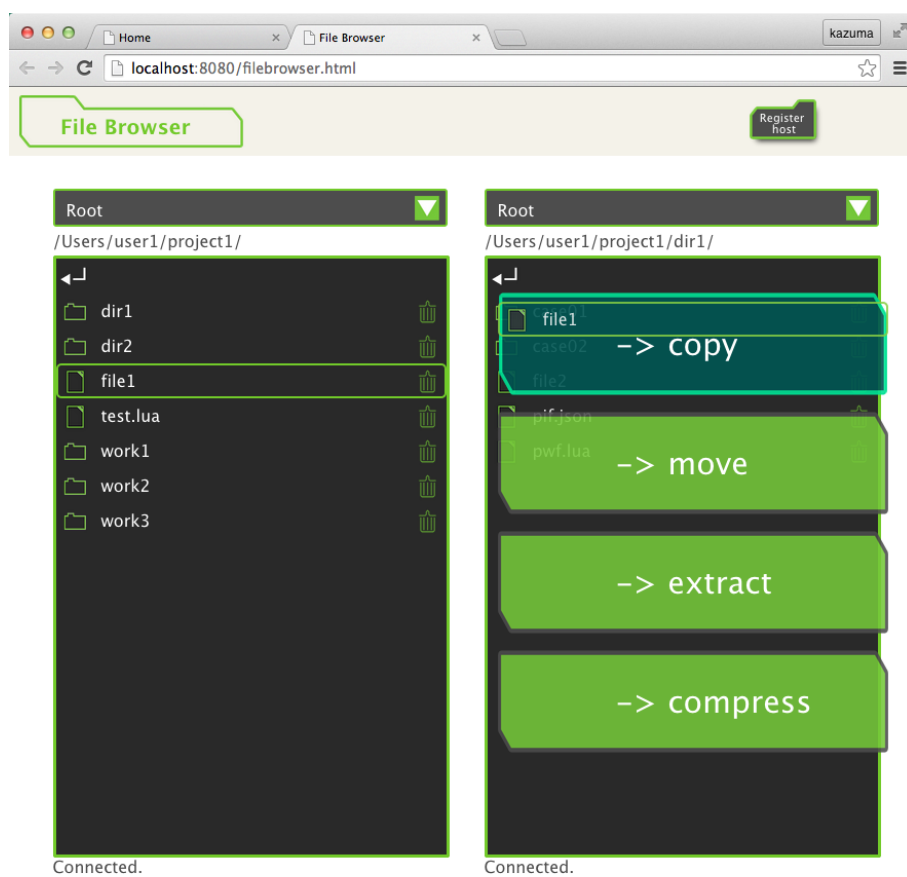 Home
File Browser
kazuma
localhost:8080/filebrowser.html
File Browser
Register
host
Root
/Users/user1/project1/
dir1
dir2
file1
test.lua
work1
work2
work3
Connected.
Root
/Users/user1/project1/dir1/
case01
file1
case02
-> copy
file2
pif.json
pwf.lua
-> move
-> extract
-> compress
Connected.